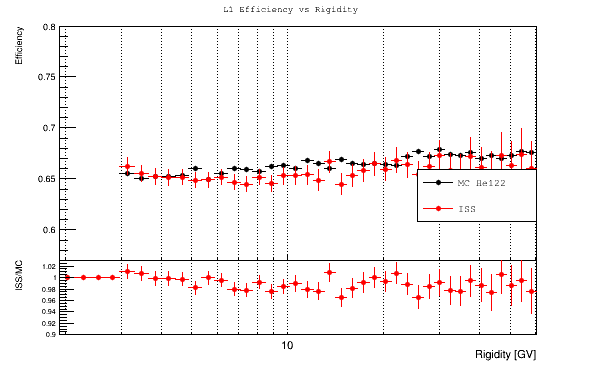 L1 Efficiency vs Rigidity
Efficiency
0.8
0.75
0.7
0.65
0.6
MC He122
ISS
ISS/MC
1.02
1
0.98
0.96
0.94
0.92
0.9
10
Rigidity [GV]